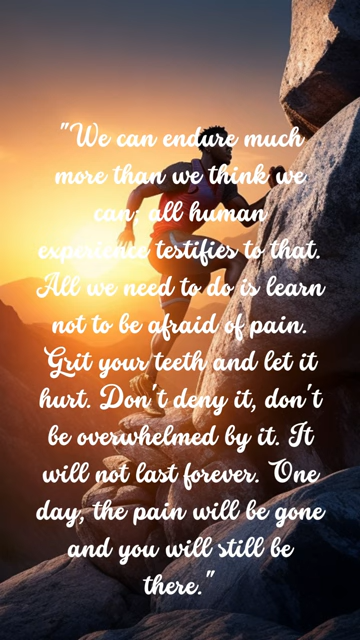 "We can endure much
more than we think we
can; all human
experience testifies to that.
All we need to do is learn
not to be afraid of pain.
Grit your teeth and let it
hurt. Don't deny it, don't
be overwhelmed by it. It
will not last forever. One
day, the pain will be gone
and you will still be
there."